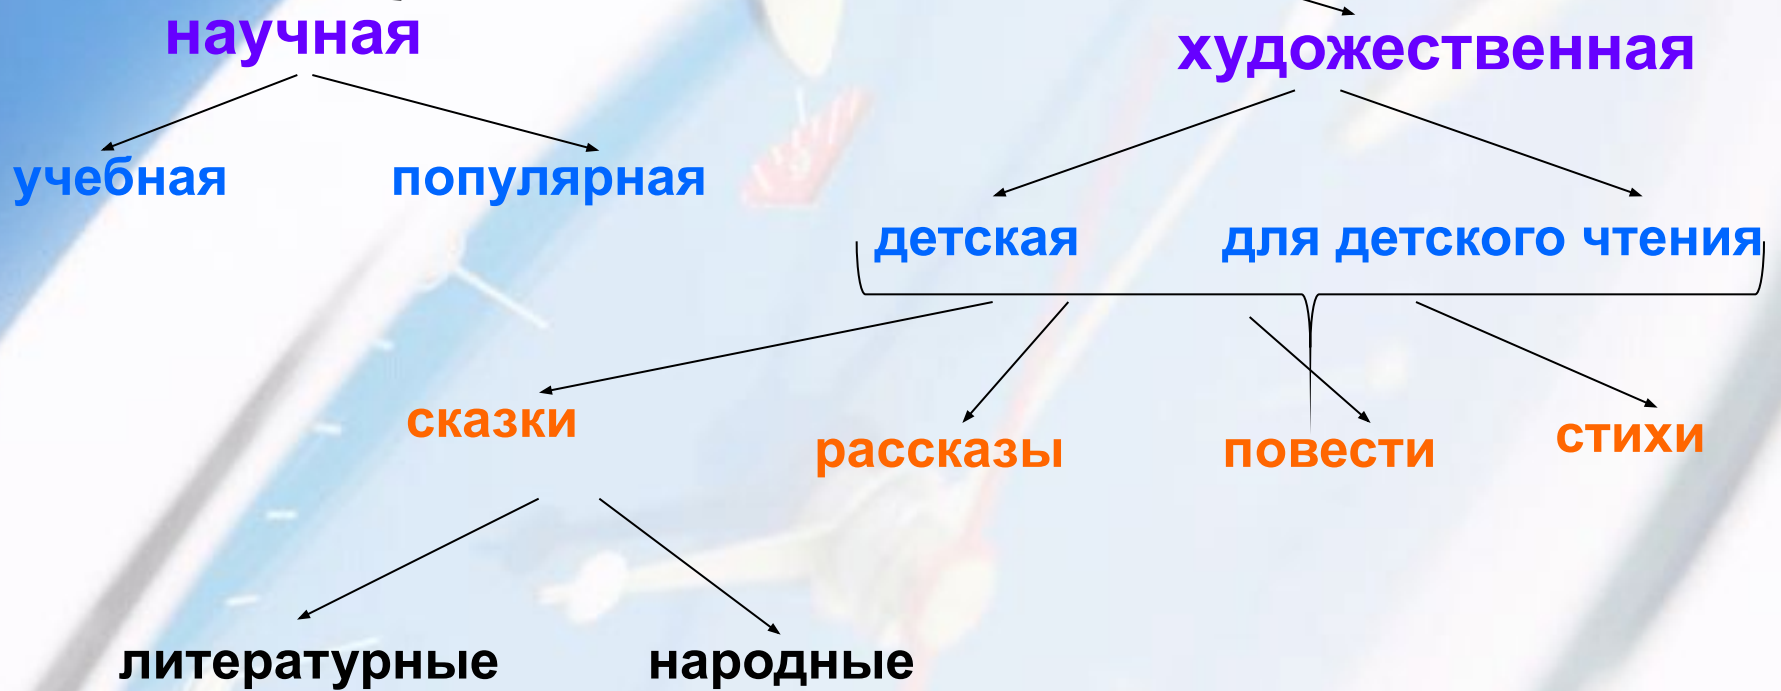 научная
художественная
учебная
популярная
детская
для детского чтения
сказки
рассказы
повести
стихи
литературные
народные